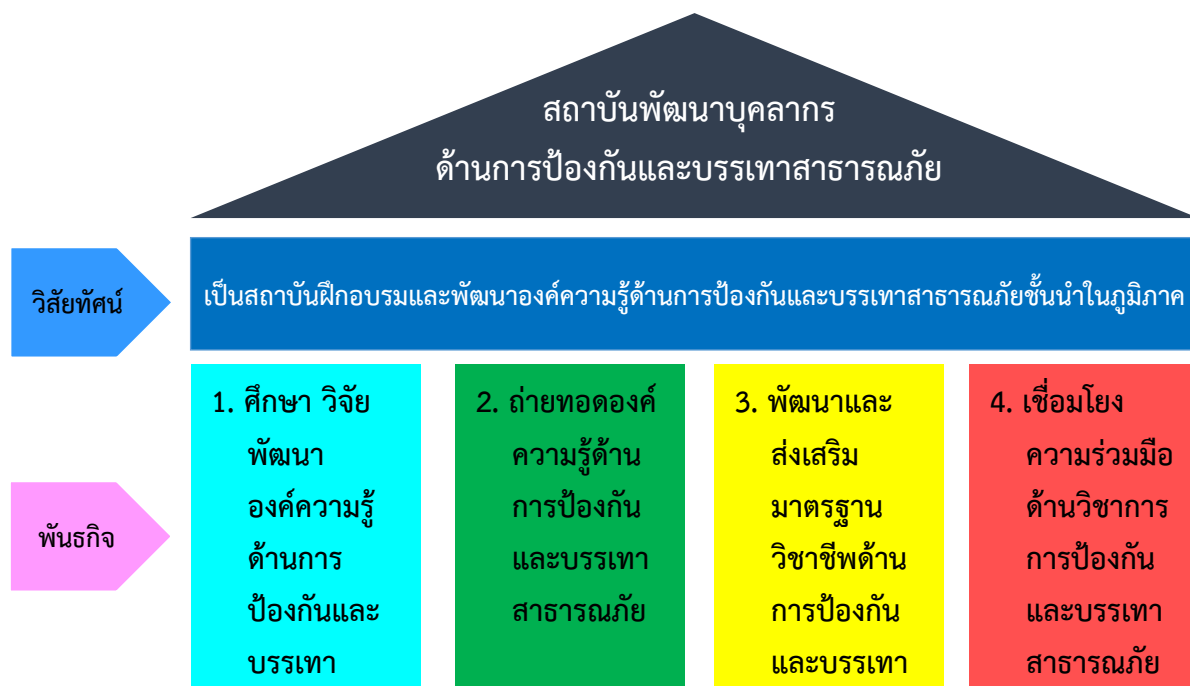 สถาบันพัฒนาบุคลากร
ด้านการป้องกันและบรรเทาสาธารณภัย
วิสัยทัศน์
เป็นสถาบันฝึกอบรมและพัฒนาองค์ความรู้ด้านการป้องกันและบรรเทาสาธารณภัยชั้นนำในภูมิภาค
พันธกิจ
1. ศึกษา วิจัย
พัฒนา
องค์ความรู้
ด้านการ
ป้องกันและ
บรรเทา
2. ถ่ายทอดองค์
ความรู้ด้าน
การป้องกัน
และบรรเทา
สาธารณภัย
3. พัฒนาและ
ส่งเสริม
มาตรฐาน
วิชาชีพด้าน
การป้องกัน
และบรรเทา
4. เชื่อมโยง
ความร่วมมือ
ด้านวิชาการ
การป้องกัน
และบรรเทา
สาธารณภัย